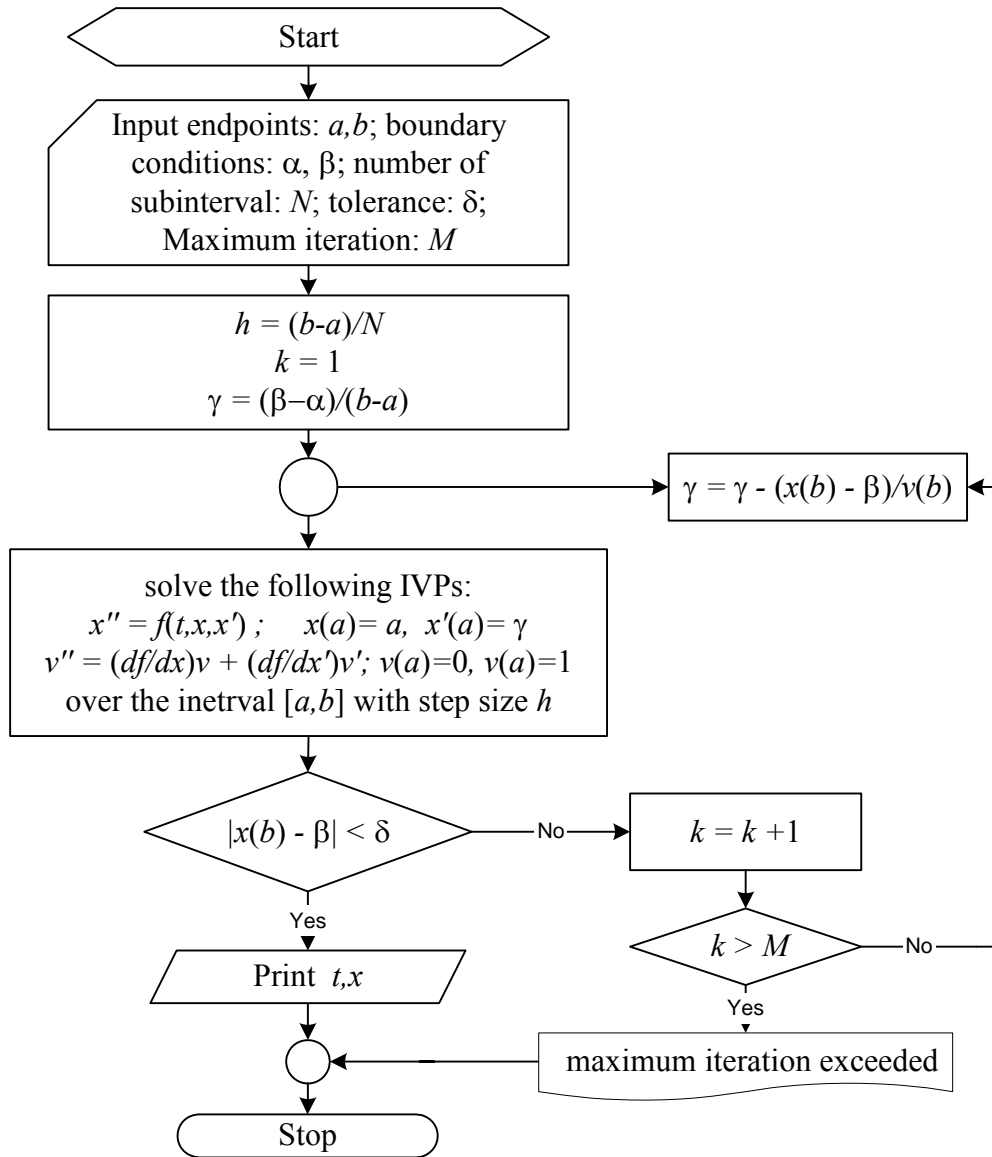 Start
Input endpoints: a,b; boundary
conditions: α, β; number of
subinterval: N; tolerance: δ;
Maximum iteration: M
h = (b-a)/N
k = 1
γ = (β−α)/(b-a)
γ = γ - (x(b) - β)/v(b)
solve the following IVPs:
x'' = f(t,x,x') ; x(a)= a, x'(a)= γ
v'' = (df/dx)v + (df/dx')v'; v(a)=0, v(a)=1
over the inetrval [a,b] with step size h
|x(b) - β| < δ
No
k = k +1
Yes
k > M
No
Print t,x
Yes
maximum iteration exceeded
Stop